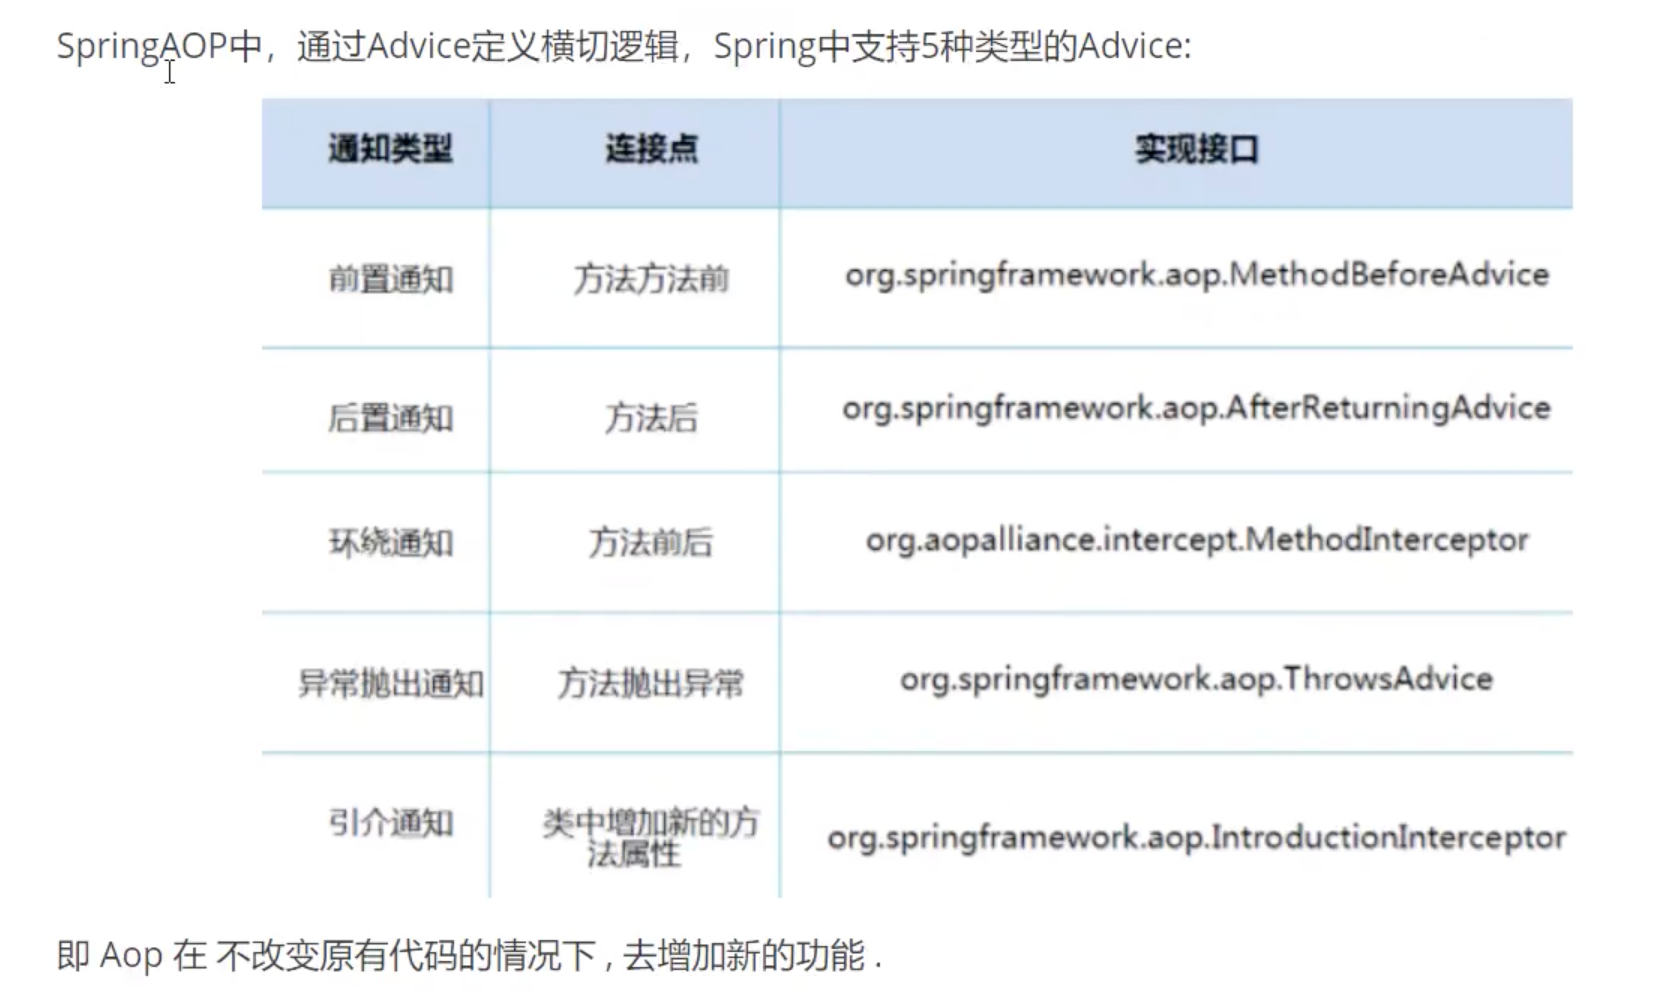 SpringAOP中，通过Advice定义横切逻辑，Spring中支持5种类型的Advice:
通知类型 连接点 实现接口
前置通知 方法方法前 org.springframework.aop.MethodBeforeAdvice
后置通知 方法后 org.springframework.aop.AfterReturningAdvice
环绕通知 方法前后 org.aopalliance.intercept.MethodInterceptor
异常抛出通知 方法抛出异常 org.springframework.aop.ThrowsAdvice
引介通知 类中增加新的方
法属性 org.springframework.aop.IntroductionInterceptor
即 Aop 在 不改变原有代码的情况下 , 去增加新的功能 .